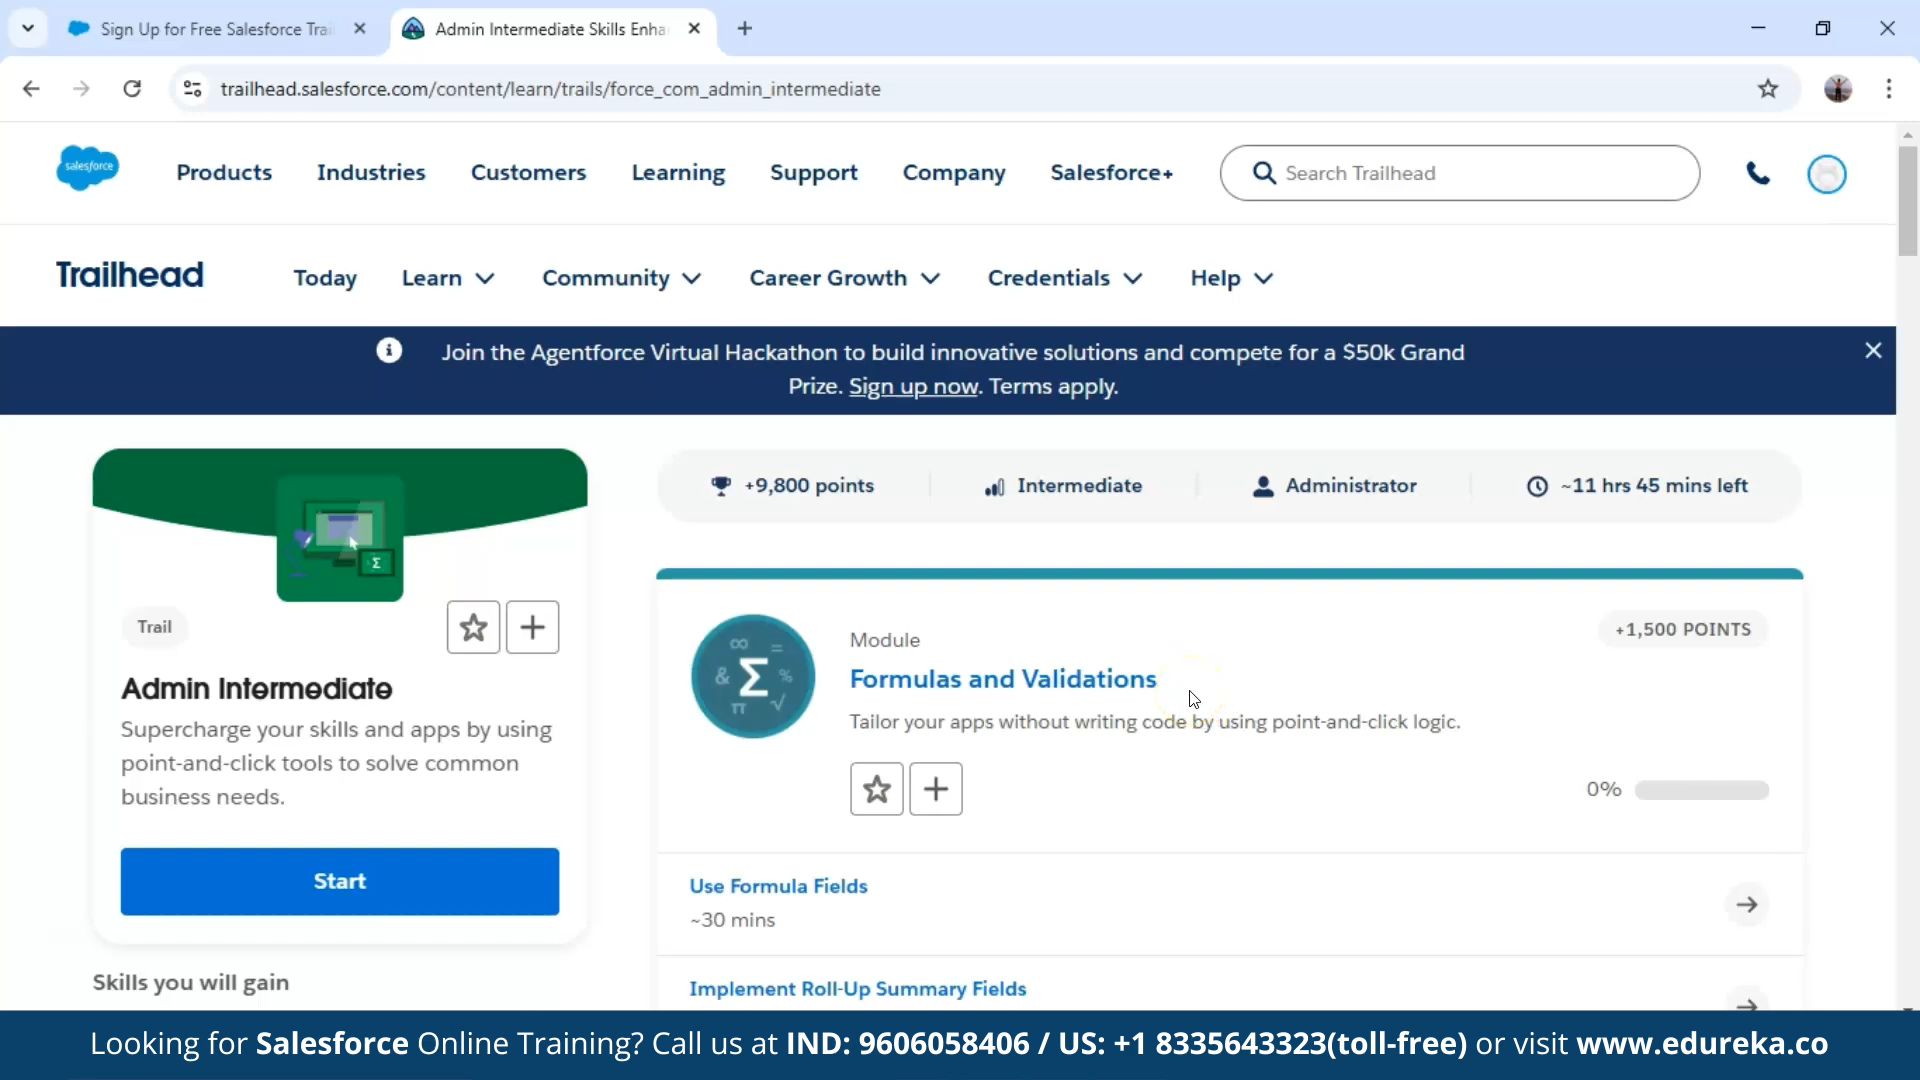 Sign Up for Free Salesforce Trai
Admin Intermediate Skills Enha
trailhead.salesforce.com/content/learn/trails/force_com_admin_intermediate
salesforce
Products
Industries
Customers
Learning
Support
Company
Salesforce+
Search Trailhead
Trailhead
Today
Learn
Community
Career Growth
Credentials
Help
Join the Agentforce Virtual Hackathon to build innovative solutions and compete for a $50k Grand
Prize. Sign up now. Terms apply.
+9,800 points
Intermediate
Administrator
~11 hrs 45 mins left
Trail
Admin Intermediate
Supercharge your skills and apps by using
point-and-click tools to solve common
business needs.
Start
Skills you will gain
Module
+1,500 POINTS
Formulas and Validations
Tailor your apps without writing code by using point-and-click logic.
0%
Use Formula Fields
~30 mins
Implement Roll-Up Summary Fields
Looking for Salesforce Online Training? Call us at IND: 9606058406 / US: +1 8335643323(toll-free) or visit www.edureka.co